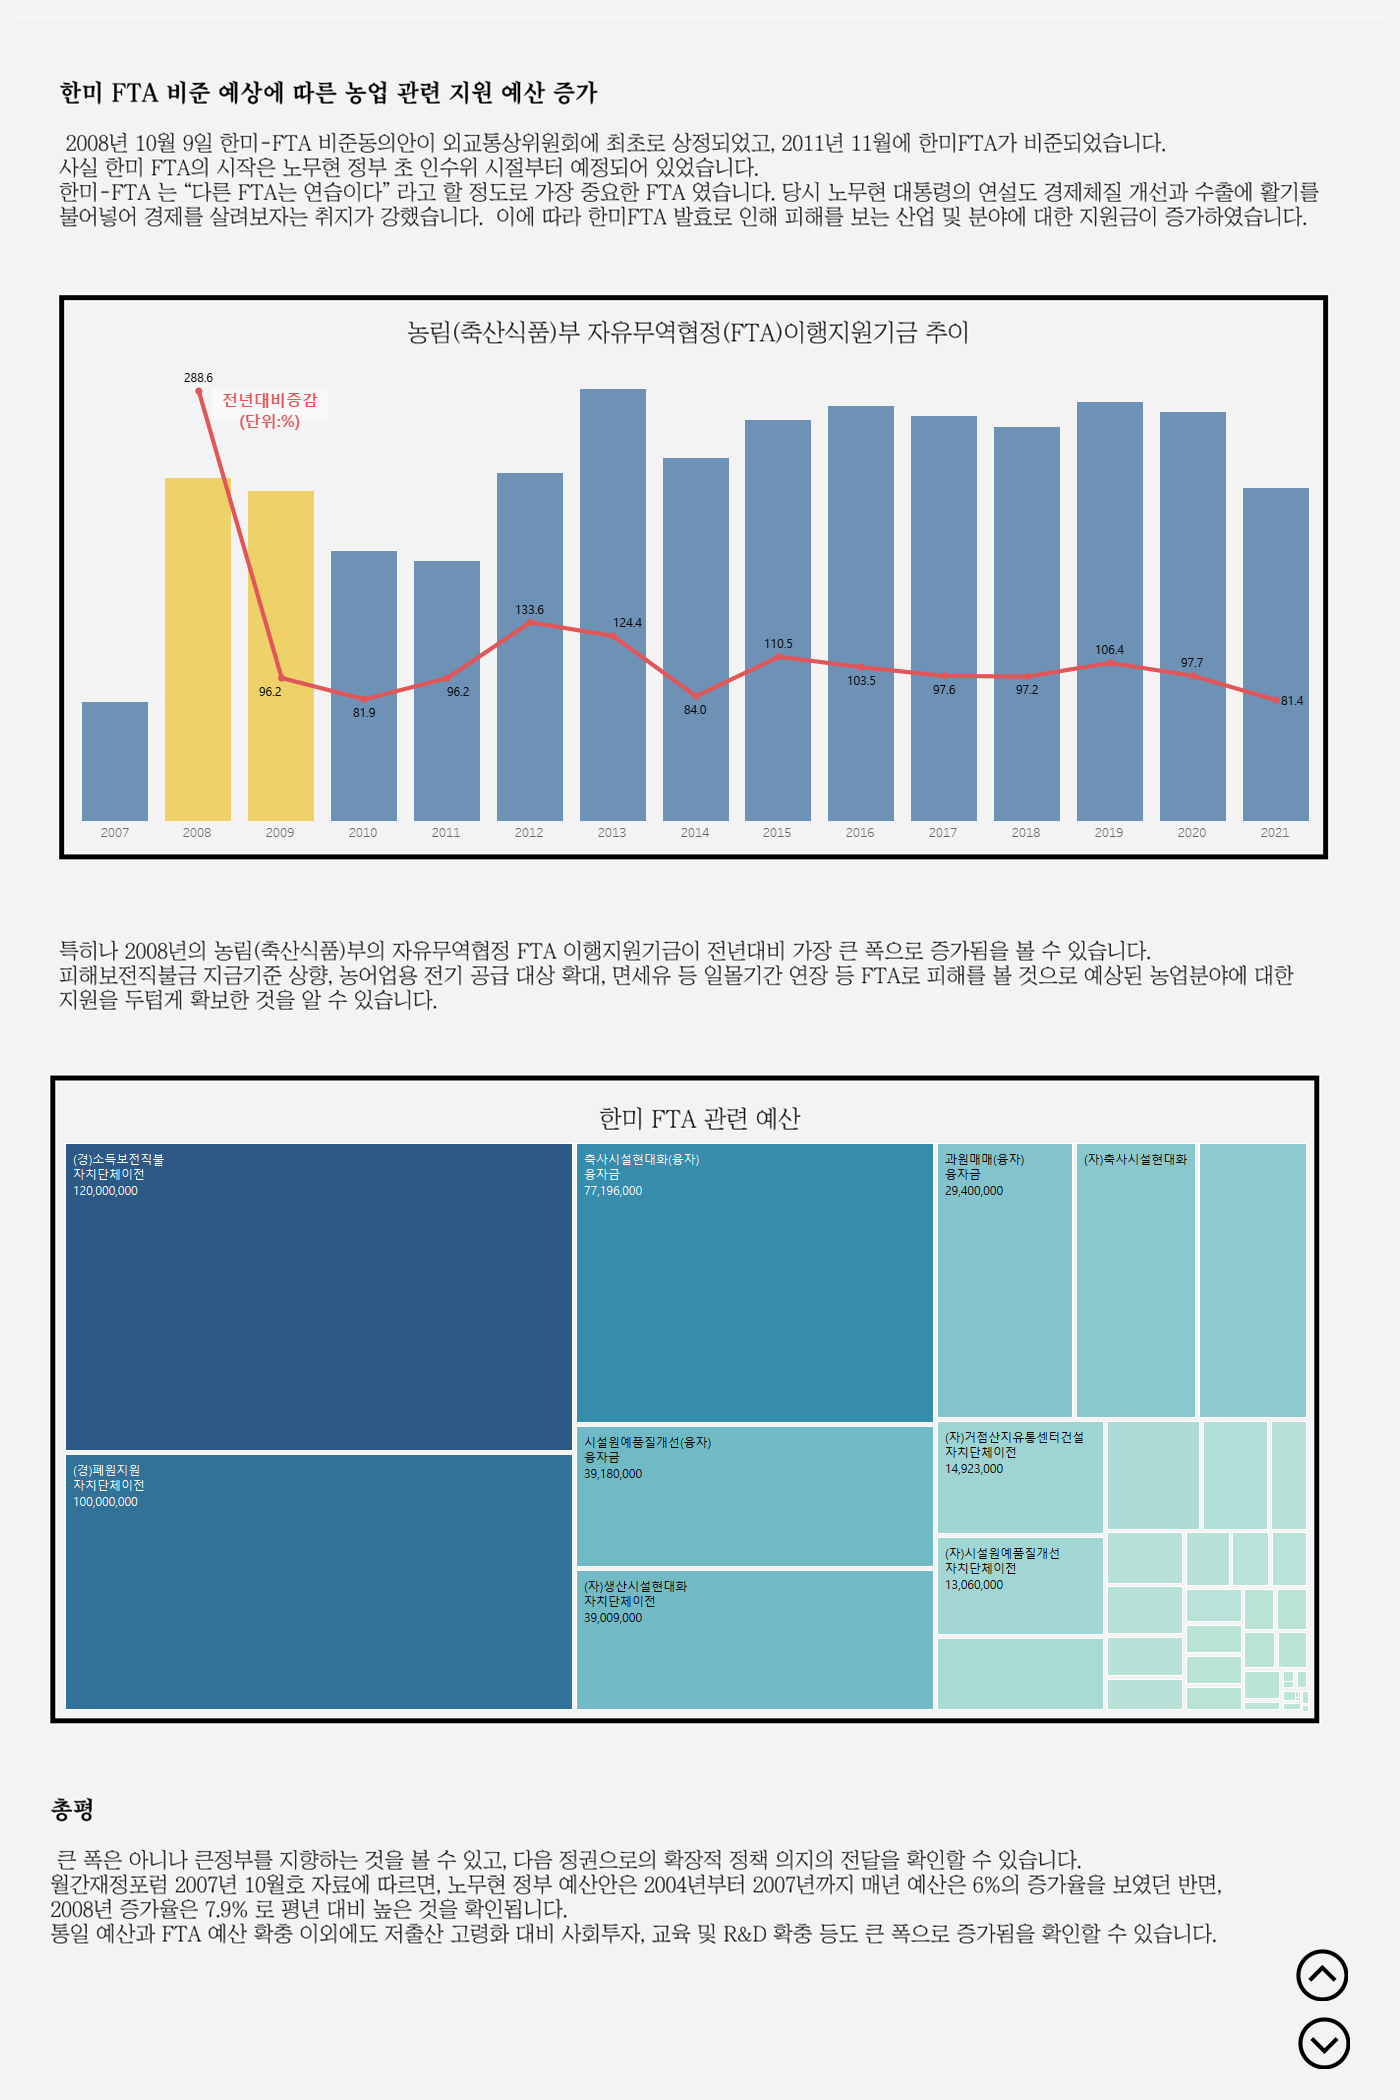 한미 FTA 비준 예상에 따른 농업 관련 지원 예산 증가
2008년 10월 9일 한미-FTA 비준동의안이 외교통상위원회에 최초로 상정되었고, 2011년 11월에 한미FTA가 비준되었습니다.
사실 한미 FTA의 시작은 노무현 정부 초 인수위 시절부터 예정되어 있었습니다.
한미-FTA 는 “다른 FTA는 연습이다” 라고 할 정도로 가장 중요한 FTA 였습니다. 당시 노무현 대통령의 연설도 경제체질 개선과 수출에 활기를
불어넣어 경제를 살려보자는 취지가 강했습니다. 이에 따라 한미FTA 발효로 인해 피해를 보는 산업 및 분야에 대한 지원금이 증가하였습니다.
농림(축산식품)부 자유무역협정(FTA)이행지원기금 추이
288.6
전년대비증감
(단위:%)
96.2
81.9
96.2
133.6
124.4
84.0
110.5
103.5
97.6
97.2
106.4
97.7
81.4
2007 2008 2009 2010 2011 2012 2013 2014 2015 2016 2017 2018 2019 2020 2021
특히나 2008년의 농림(축산식품)부의 자유무역협정 FTA 이행지원기금이 전년대비 가장 큰 폭으로 증가됨을 볼 수 있습니다.
피해보전직불금 지금기준 상향, 농어업용 전기 공급 대상 확대, 면세유 등 일몰기간 연장 등 FTA로 피해를 볼 것으로 예상된 농업분야에 대한
지원을 두텁게 확보한 것을 알 수 있습니다.
한미 FTA 관련 예산
(경)소득보전직불
자치단체이전
120,000,000
(경)폐원지원
자치단체이전
100,000,000
축사시설현대화(융자)
융자금
77,196,000
시설원예품질개선(융자)
융자금
39,180,000
(자)생산시설현대화
자치단체이전
39,009,000
과원매매(융자)
융자금
29,400,000
(자)축사시설현대화
(자)거점산지유통센터건설
자치단체이전
14,923,000
(자)시설원예품질개선
자치단체이전
13,060,000
총평
큰 폭은 아니나 큰정부를 지향하는 것을 볼 수 있고, 다음 정권으로의 확장적 정책 의지의 전달을 확인할 수 있습니다.
월간재정포럼 2007년 10월호 자료에 따르면, 노무현 정부 예산안은 2004년부터 2007년까지 매년 예산은 6%의 증가율을 보였던 반면,
2008년 증가율은 7.9% 로 평년 대비 높은 것을 확인됩니다.
통일 예산과 FTA 예산 확충 이외에도 저출산 고령화 대비 사회투자, 교육 및 R&D 확충 등도 큰 폭으로 증가됨을 확인할 수 있습니다.